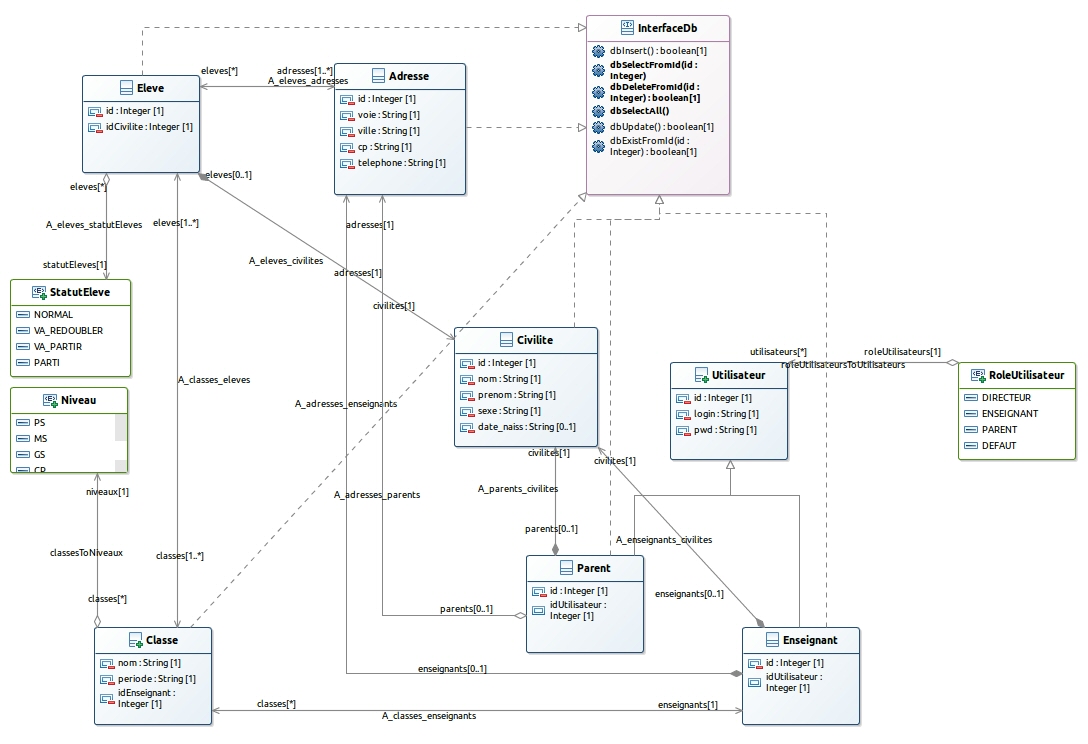 InterfaceDb
dbInsert() : boolean[1]
dbSelectFromId(id :
Integer)
dbDeleteFromId(id :
Integer) : boolean[1]
dbSelectAll()
dbUpdate() : boolean[1]
dbExistFromId(id :
Integer) : boolean[1]
Eleve
id : Integer [1]
idCivilite : Integer [1]
eleves[*]
adresses[1..*]
A_eleves_adresses
Adresse
id : Integer [1]
voie : String [1]
ville : String [1]
cp : String [1]
telephone : String [1]
eleves[*]
A_eleves_statutEleves
statutEleves[1]
eleves[1..*]
eleves[0..1]
A_eleves_civilites
civilites[1]
adresses[1]
adresses[1]
StatutEleve
NORMAL
VA_REDOUBLER
VA_PARTIR
PARTI
A_classes_eleves
Niveau
PS
MS
GS
CP
niveaux[1]
classesToNiveaux
classes[*]
classes[1..*]
A_adresses_enseignants
A_adresses_parents
Civilite
id : Integer [1]
nom : String [1]
prenom : String [1]
sexe : String [1]
date_naiss : String [0..1]
civilites[1]
A_parents_civilites
parents[0..1]
civilites[1]
A_enseignants_civilites
enseignants[0..1]
utilisateurs[*]
roleUtilisateurs[1]
roleUtilisateursToUtilisateurs
Utilisateur
id : Integer [1]
login : String [1]
pwd : String [1]
RoleUtilisateur
DIRECTEUR
ENSEIGNANT
PARENT
DEFAUT
Parent
id : Integer [1]
idUtilisateur :
Integer [1]
parents[0..1]
enseignants[0..1]
Classe
nom : String [1]
periode : String [1]
idEnseignant :
Integer [1]
classes[*]
A_classes_enseignants
enseignants[1]
Enseignant
id : Integer [1]
idUtilisateur :
Integer [1]